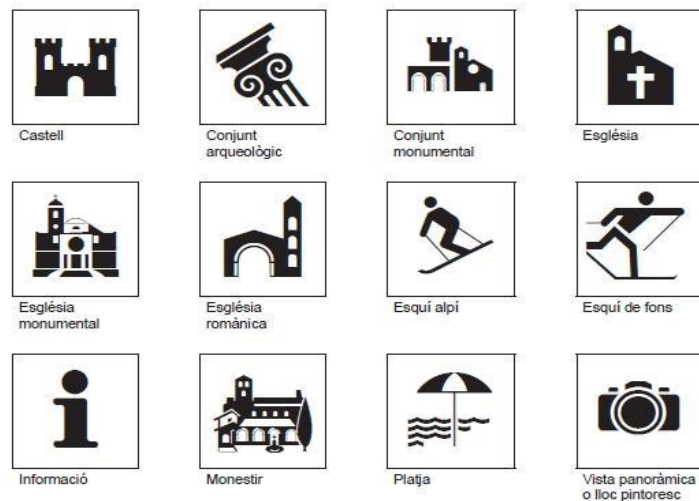 Castell
Conjunt
arqueològic
Conjunt
monumental
Església
Església
monumental
Església
romànica
Esquí alpí
Esquí de fons
Informació
Monestir
Platja
Vista panoràmica
o lloc pintoresc